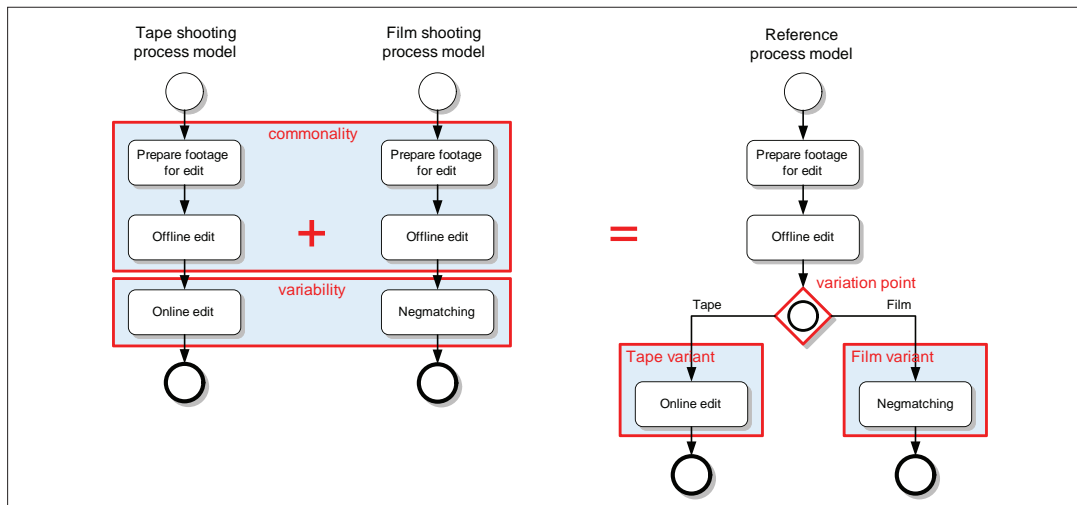 Tape shooting
process model
Film shooting
process model
Reference
process model
commonality
Prepare footage
for edit
Prepare footage
for edit
Prepare footage
for edit
Offline edit
+
Offline edit
=
Offline edit
variability
variation point
Online edit
Negmatching
Tape
Film
Tape variant
Film variant
Online edit
Negmatching